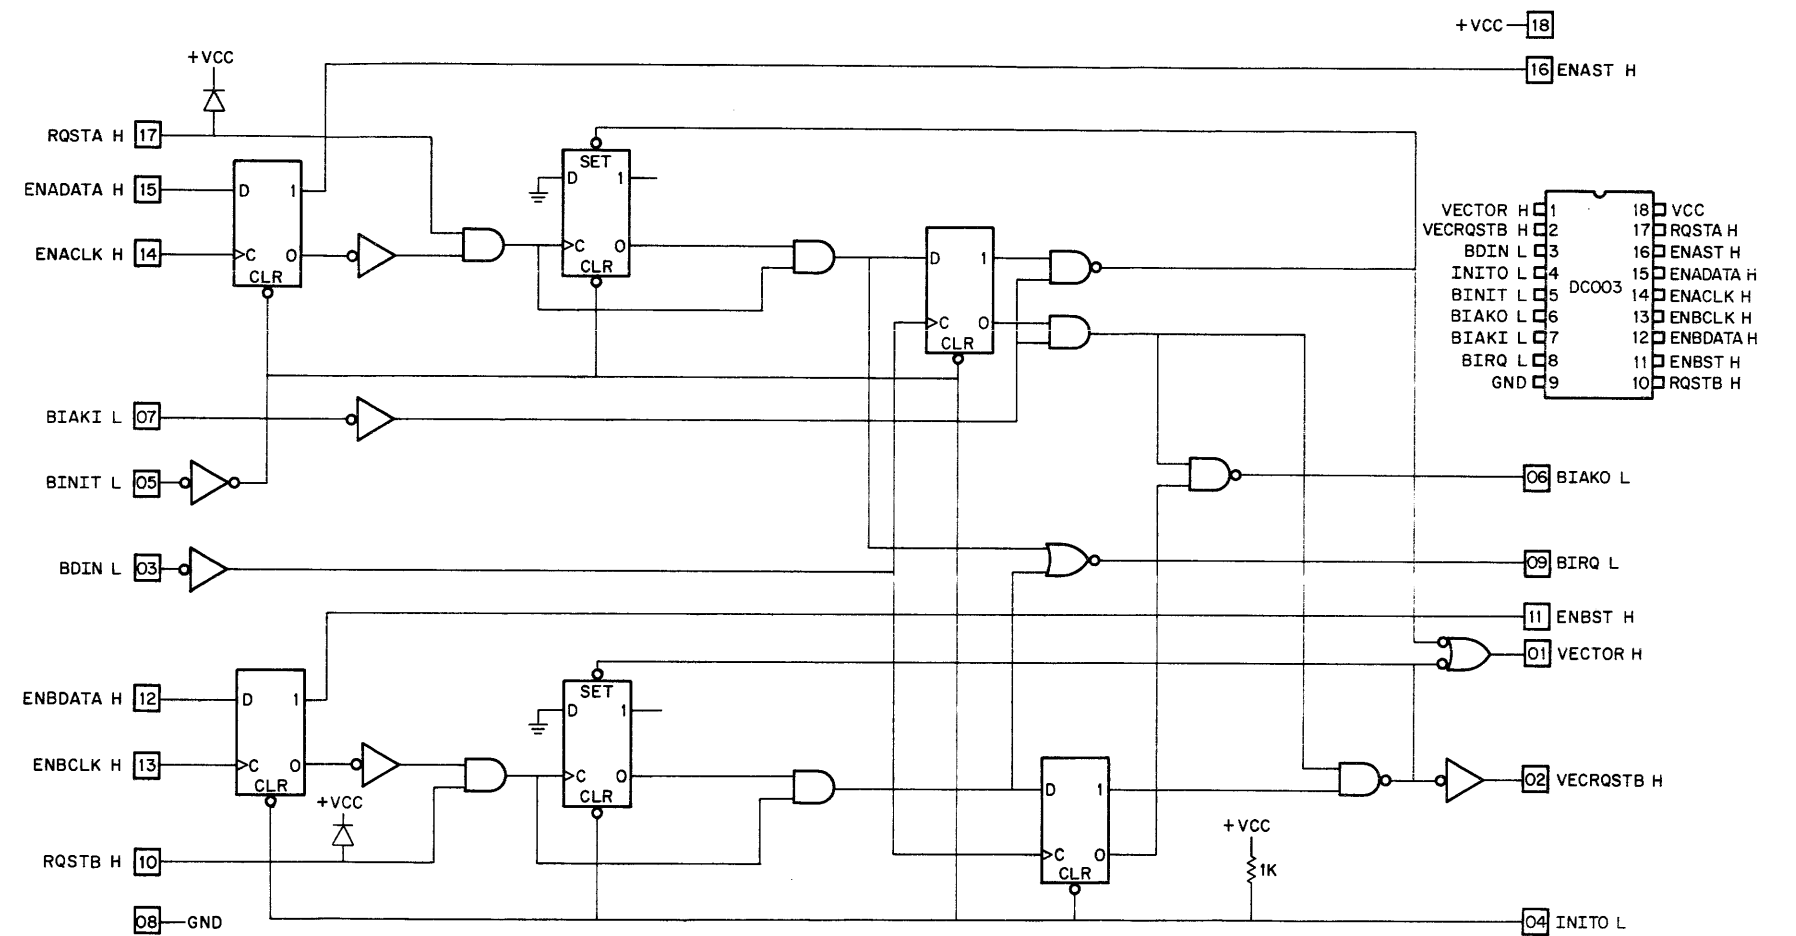 +VCC 18
+VCC
16 ENAST H
RQSTA H 17
SET
ENADATA H 15
D 1
D 1
ENACLK H 14
C 0
CLR
C 0
CLR
D 1
C 0
CLR
VECTOR H 1 18 VCC
VECRQSTB H 2 17 RQSTA H
BDIN L 3 16 ENAST H
INITO L 4 15 ENADATA H
DC003
BINIT L 5 14 ENACLK H
BIAKO L 6 13 ENBCLK H
BIAKI L 7 12 ENBDATA H
BIRQ L 8 11 ENBST H
GND 9 10 RQSTB H
BIAKI L 07
BINIT L 05
06 BIAKO L
BDIN L 03
09 BIRQ L
11 ENBST H
01 VECTOR H
ENBDATA H 12
D 1
SET
D 1
ENBCLK H 13
C 0
CLR
C 0
CLR
02 VECRQSTB H
D 1
C 0
CLR
+VCC
RQSTB H 10
+VCC
1K
08 GND
04 INITO L